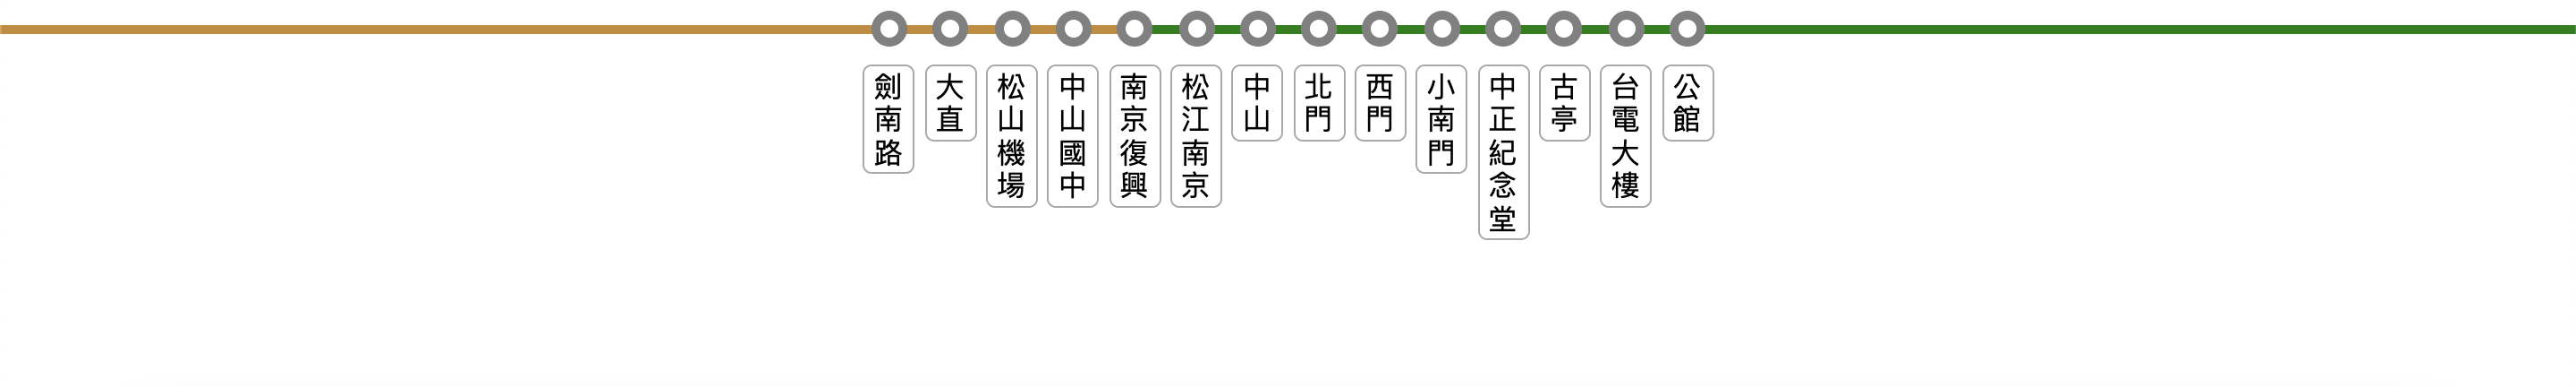 劍南路
大直
松山機場
中山國中
南京復興
松江南京
中山
北門
西門
小南門
中正紀念堂
古亭
台電大樓
公館